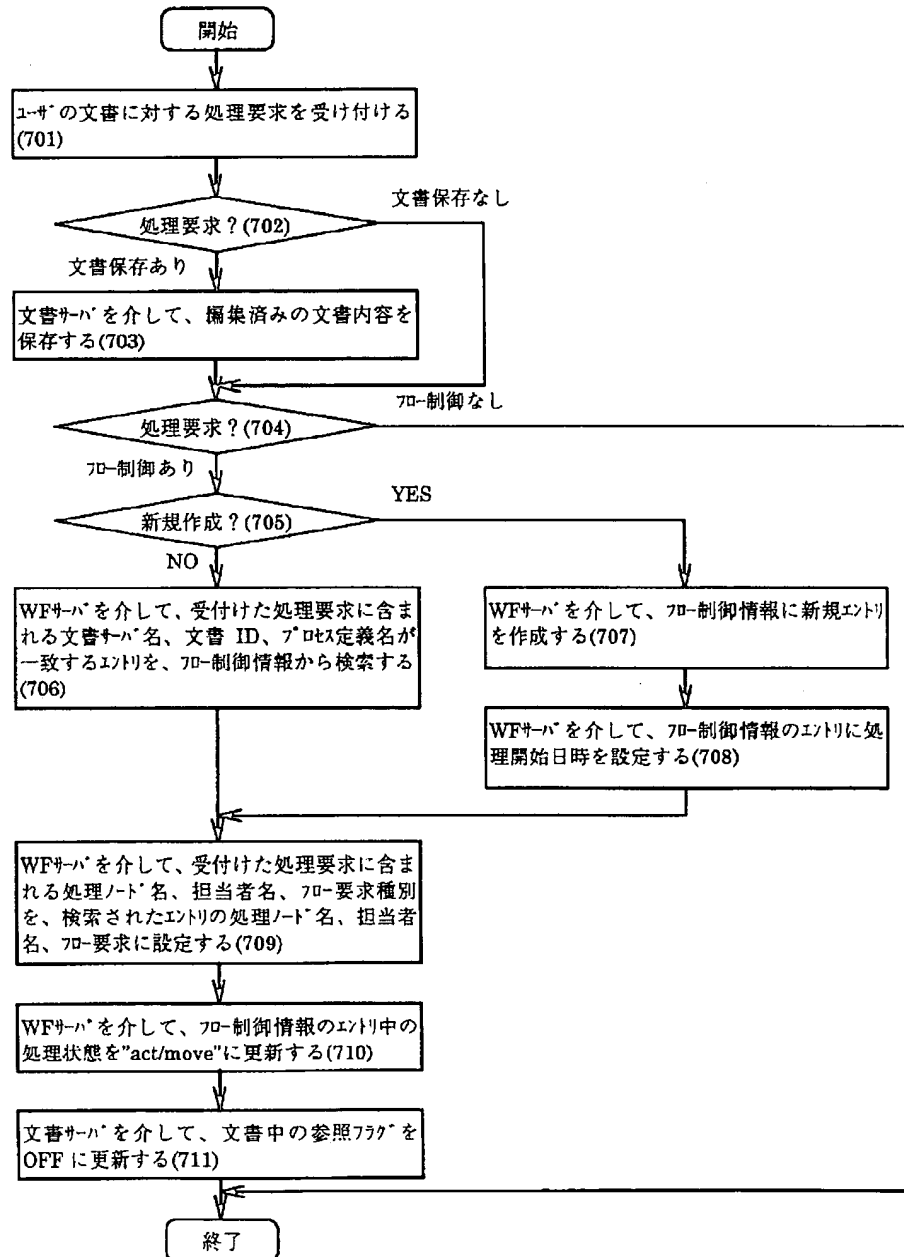 開始
ﾕｰｻﾞの文書に対する処理要求を受け付ける
(701)
文書保存なし
処理要求？(702)
文書保存あり
文書ｻｰﾊﾞを介して、編集済みの文書内容を
保存する(703)
ﾌﾛｰ制御なし
処理要求？(704)
ﾌﾛｰ制御あり
YES
新規作成？(705)
NO
WFｻｰﾊﾞを介して、受付けた処理要求に含ま
れる文書ｻｰﾊﾞ名、文書 ID、ﾌﾟﾛｾｽ定義名が
一致するｴﾝﾄﾘを、ﾌﾛｰ制御情報から検索する
(706)
WFｻｰﾊﾞを介して、ﾌﾛｰ制御情報に新規ｴﾝﾄﾘ
を作成する(707)
WFｻｰﾊﾞを介して、ﾌﾛｰ制御情報のｴﾝﾄﾘに処
理開始日時を設定する(708)
WFｻｰﾊﾞを介して、受付けた処理要求に含ま
れる処理ﾉｰﾄﾞ名、担当者名、ﾌﾛｰ要求種別
を、検索されたｴﾝﾄﾘの処理ﾉｰﾄﾞ名、担当者
名、ﾌﾛｰ要求に設定する(709)
WFｻｰﾊﾞを介して、ﾌﾛｰ制御情報のｴﾝﾄﾘ中の
処理状態を"act/move"に更新する(710)
文書ｻｰﾊﾞを介して、文書中の参照ﾌﾗｸﾞを
OFF に更新する(711)
終了